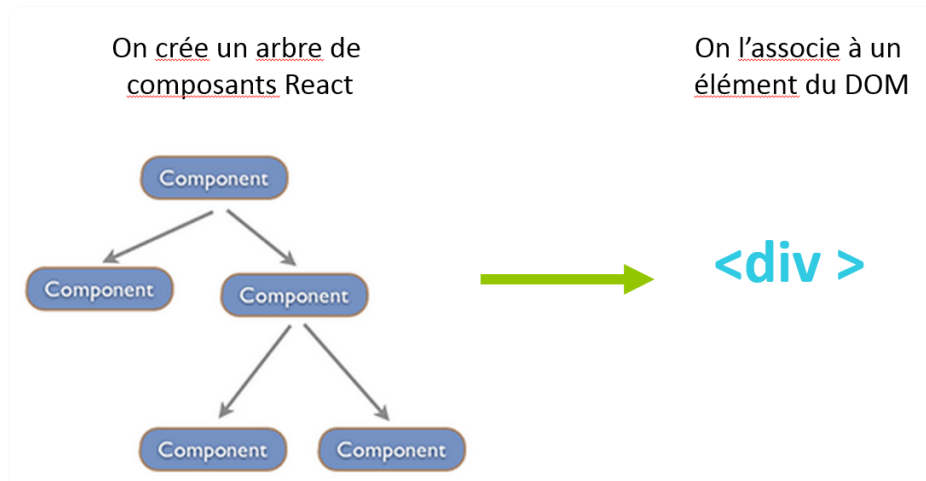 On crée un arbre de
composants React
On l’associe à un
élément du DOM
Component
Component
Component
<div >
Component
Component